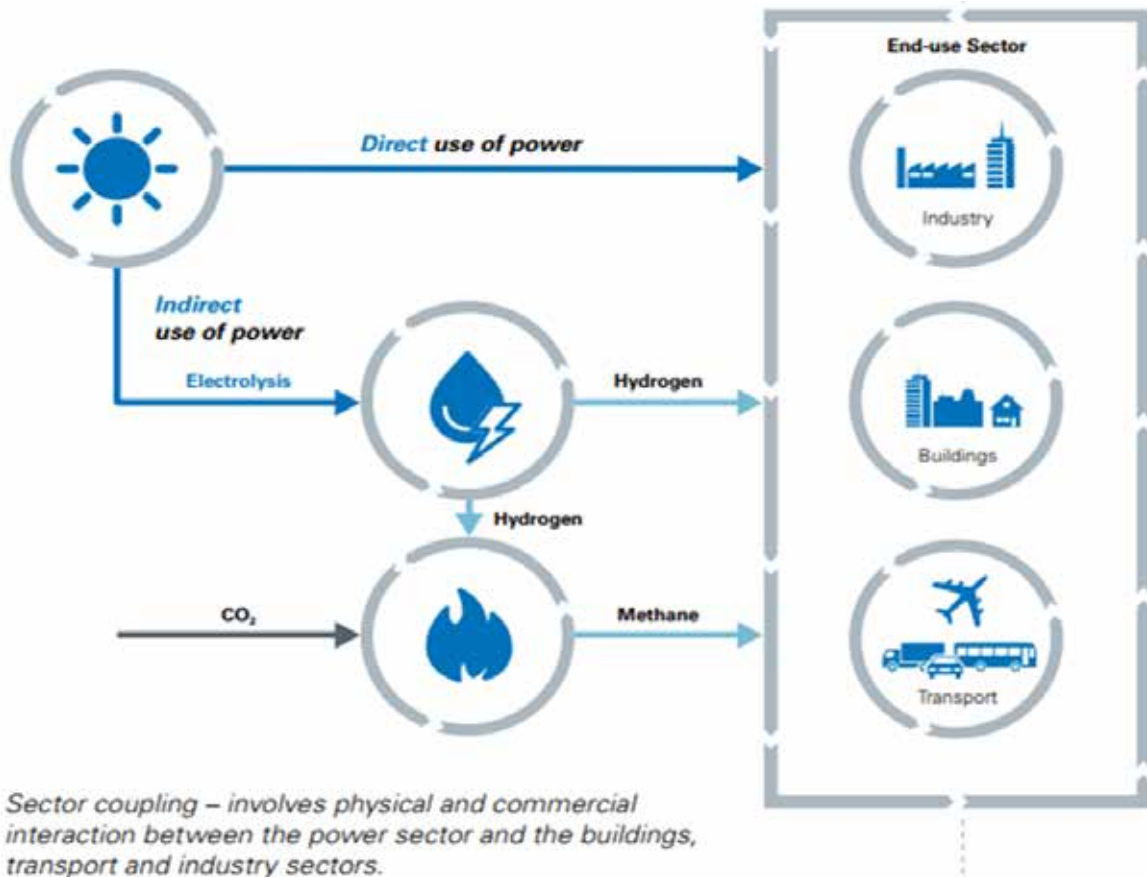 End-use Sector
Direct use of power
Industry
Indirect
use of power
Electrolysis
Hydrogen
Buildings
Hydrogen
CO₂
Methane
Transport
Sector coupling – involves physical and commercial
interaction between the power sector and the buildings,
transport and industry sectors.